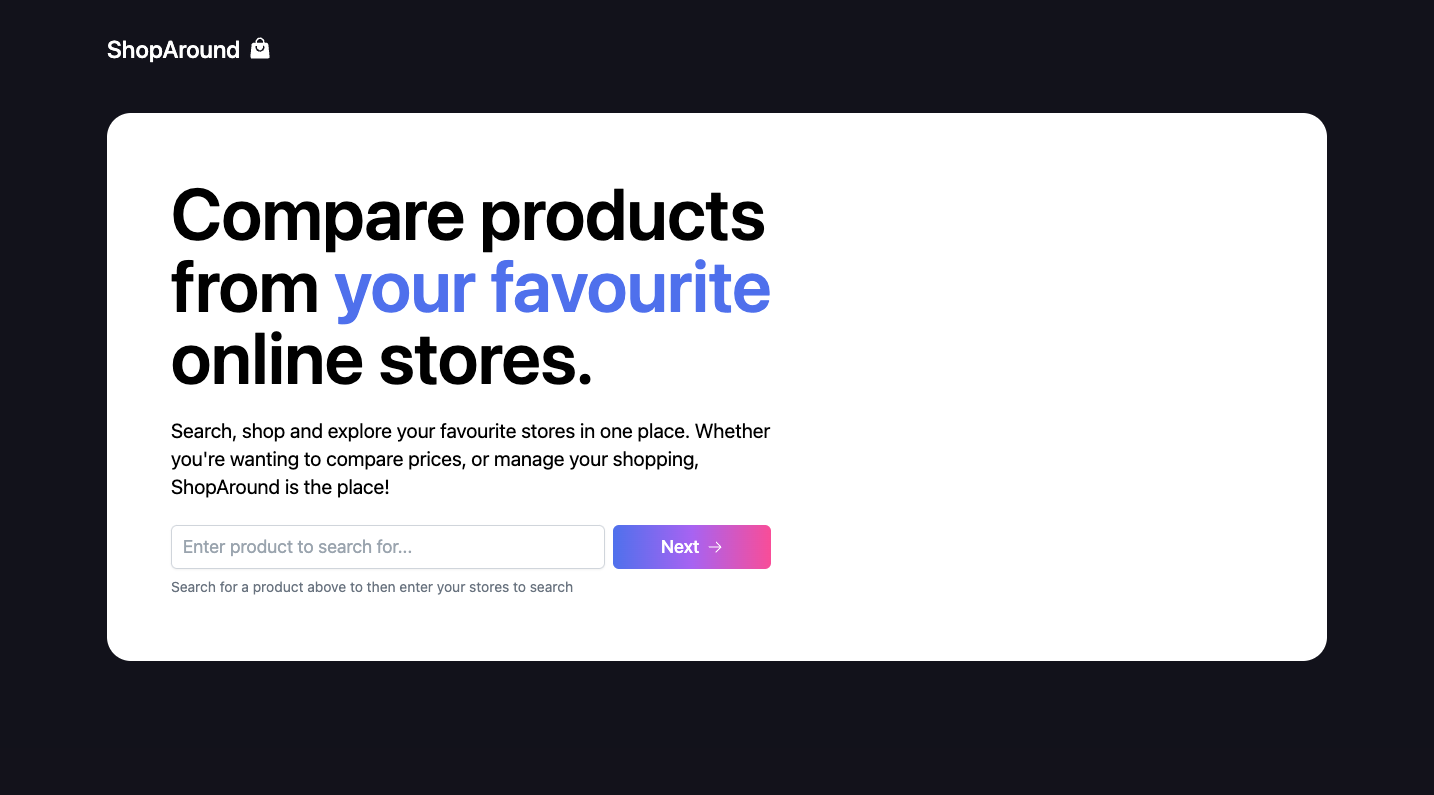 ShopAround
Compare products
from your favourite
online stores.
Search, shop and explore your favourite stores in one place. Whether
you're wanting to compare prices, or manage your shopping,
ShopAround is the place!
Enter product to search for...
Next →
Search for a product above to then enter your stores to search